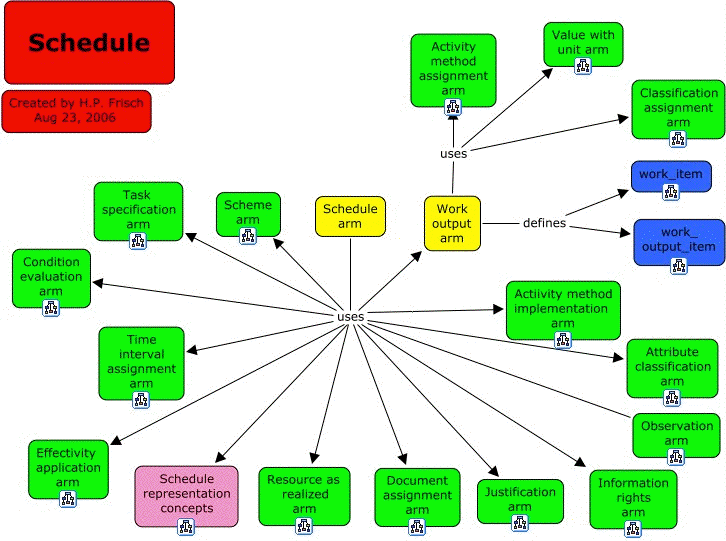 Schedule
Created by H.P. Frisch
Aug 23, 2006
Activity
method
assignment
arm
Value with
unit arm
Classification
assignment
arm
uses
work_item
work_
output_item
defines
Task
specification
arm
Scheme
arm
Schedule
arm
Work
output
arm
Condition
evaluation
arm
uses
Actiivity method
implementation
arm
Time
interval
assignment
arm
Attribute
classification
arm
Observation
arm
Effectivity
application
arm
Schedule
representation
concepts
Resource as
realized
arm
Document
assignment
arm
Justification
arm
Information
rights
arm